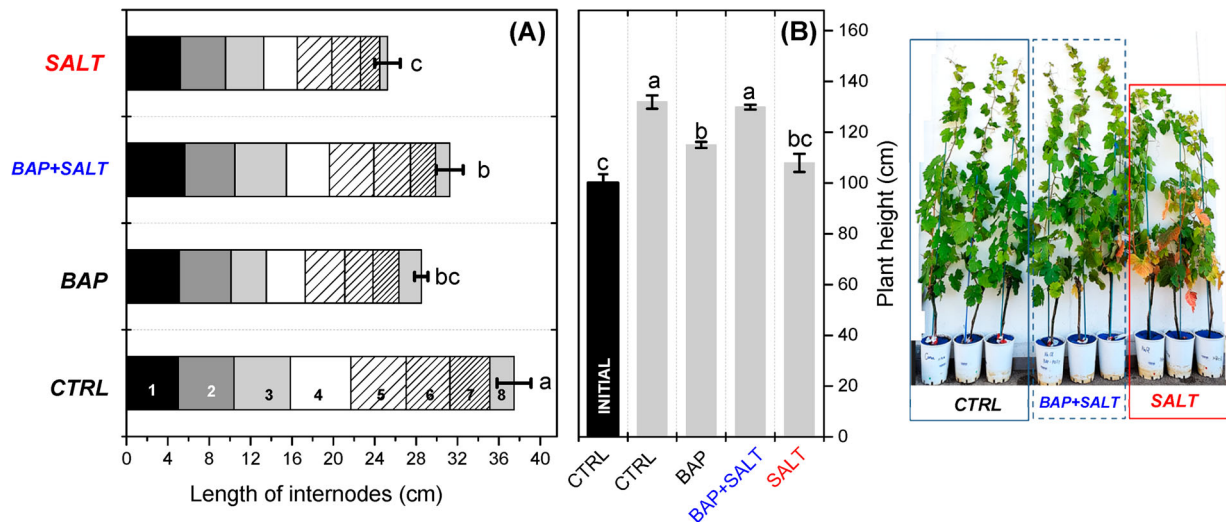 (A)
SALT
c
BAP+SALT
b
BAP
bc
CTRL
1 2 3 4 5 6 7 8
a
0 4 8 12 16 20 24 28 32 36 40
Length of internodes (cm)
(B)
c a b a bc
INITIAL
160
140
120
100
80
60
40
20
0
Plant height (cm)
CTRL CTRL BAP BAP+SALT SALT
CTRL BAP+SALT SALT